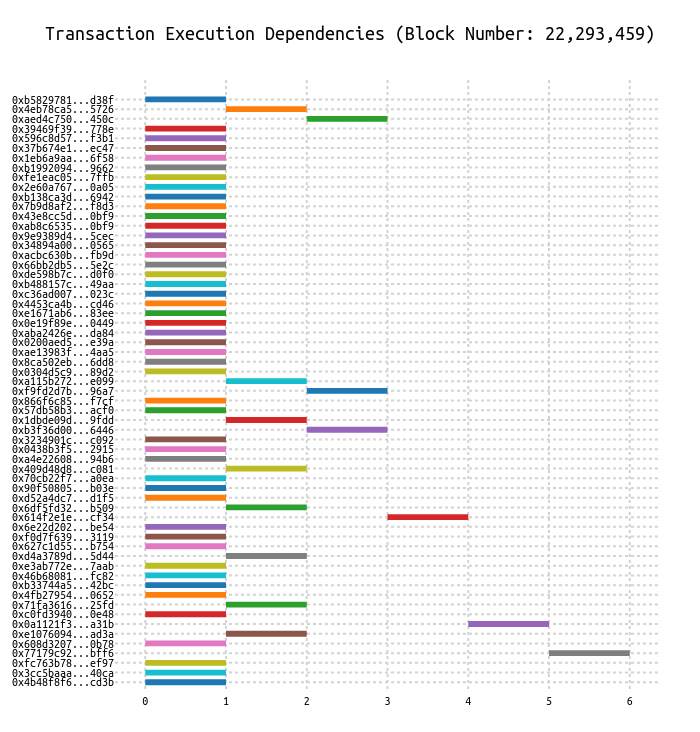 Transaction Execution Dependencies (Block Number: 22,293,459)
0xb5829781...d38f
0x4eb78ca5...5726
0xaed4c750...450c
0x39469f39...778e
0x596c8d57...f3b1
0x37b674e1...ec47
0x1eb6a9aa...6f58
0xb1992094...9662
0xfe1eac05...7ffb
0x2e60a767...0a05
0xb138ca3d...6942
0x7b9d8af2...f8d3
0x43e8cc5d...0bf9
0xab8c6535...0bf9
0x9e9389d4...5cec
0x34894a00...0565
0xacbc630b...fb9d
0x66bb2db5...5e2c
0xde598b7c...d0f0
0xb488157c...49aa
0xc36ad007...023c
0x4453ca4b...cd46
0xe1671ab6...83ee
0x0e19f89e...0449
0xaba2426e...da84
0x0200aed5...e39a
0xae13983f...4aa5
0x8ca502eb...6dd8
0x0304d5c9...89d2
0xa115b272...e099
0xf9fd2d7b...96a7
0x866f6c85...f7cf
0x57db58b3...acf0
0x1dbde09d...9fdd
0xb3f36d00...6446
0x3234901c...c092
0x0438b3f5...2915
0xa4e22608...94b6
0x409d48d8...c081
0x70cb22f7...a0ea
0x90f50805...b03e
0xd52a4dc7...d1f5
0x6df5fd32...b509
0x614f2e1e...cf34
0x6e22d202...be54
0xf0d7f639...3119
0x627c1d55...b754
0xd4a3789d...5d44
0xe3ab772e...7aab
0x46b68081...fc82
0xb33744a5...42bc
0x4fb27954...0652
0x71fa3616...25fd
0xc0fd3940...0e48
0x0a1121f3...a31b
0xe1076094...ad3a
0x608d3207...0b78
0x77179c92...bff6
0xfc763b78...ef97
0x3cc5baaa...40ca
0x4b48f8f6...cd3b
0 1 2 3 4 5 6